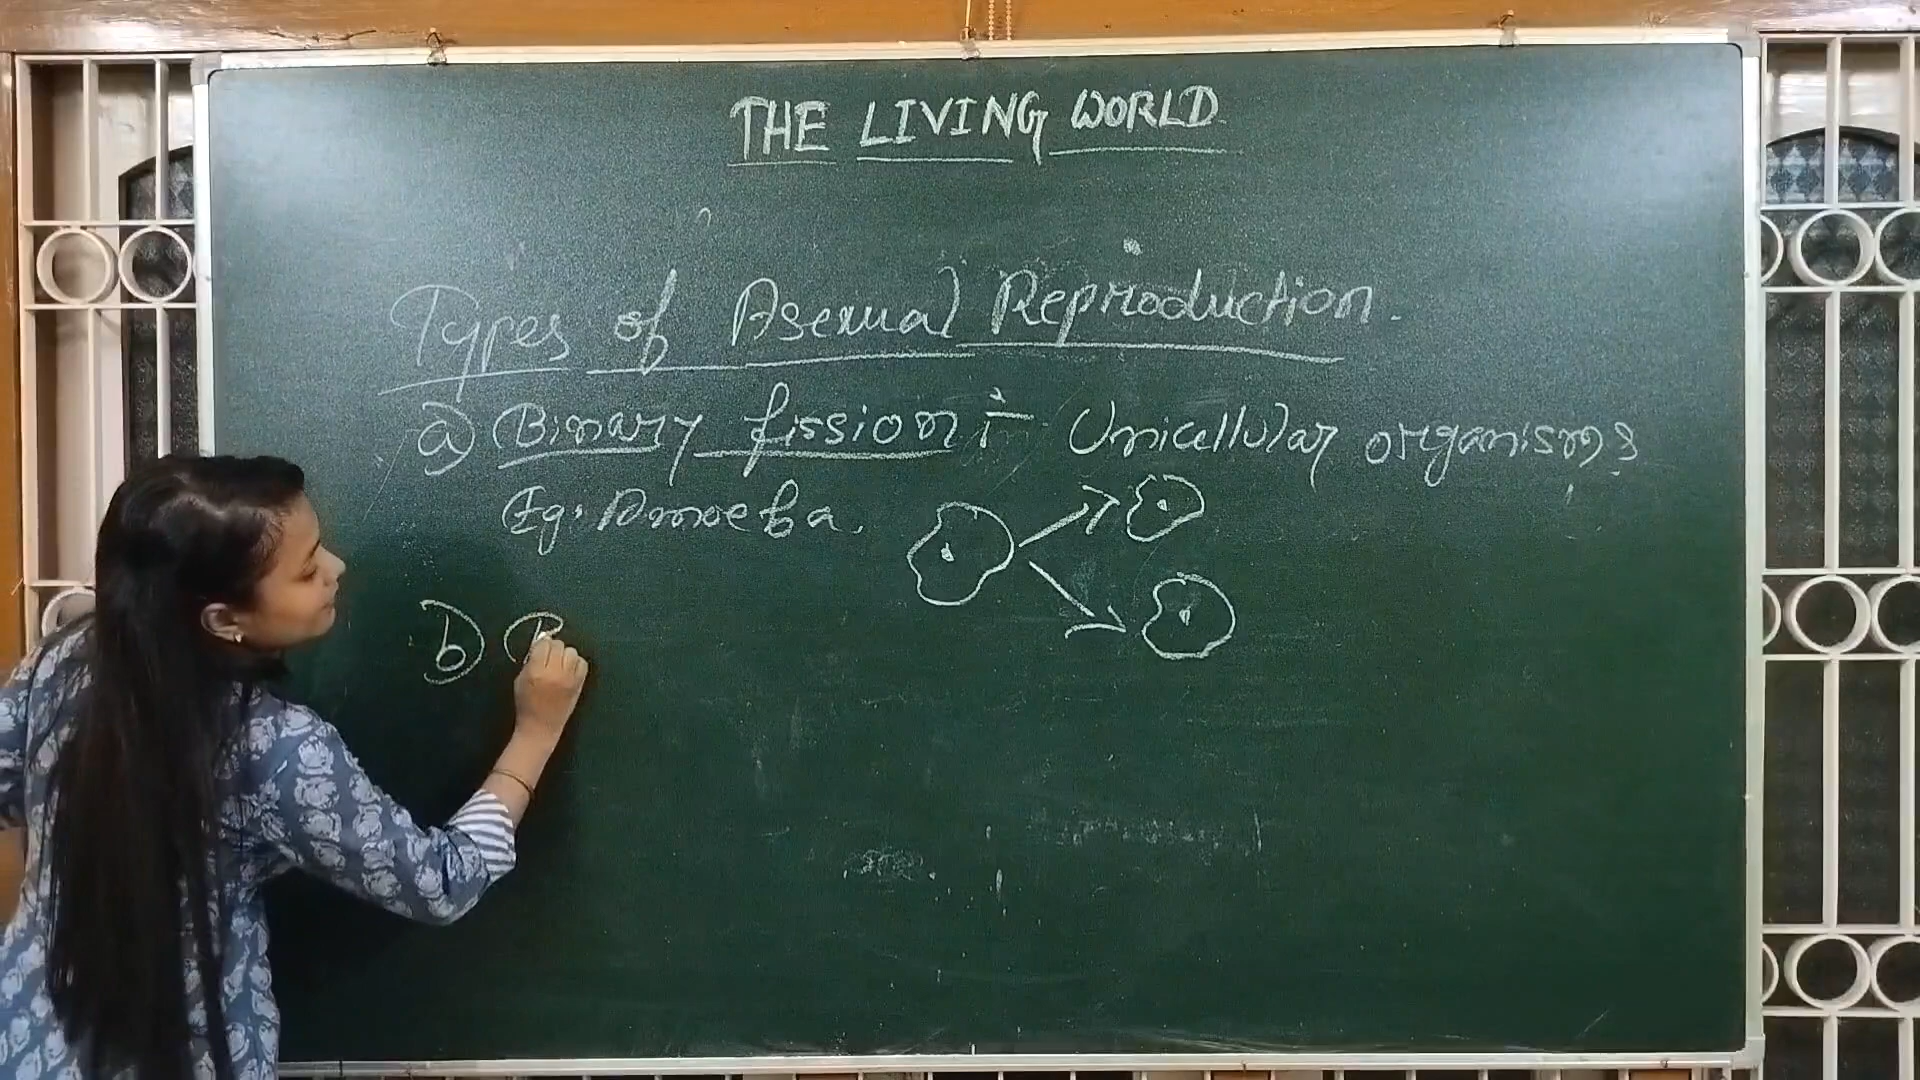 THE LIVING WORLD
Types of Asexual Reproduction.
a) Binary fission :- Unicellular organisms
Eg: Amoeba.
b) B